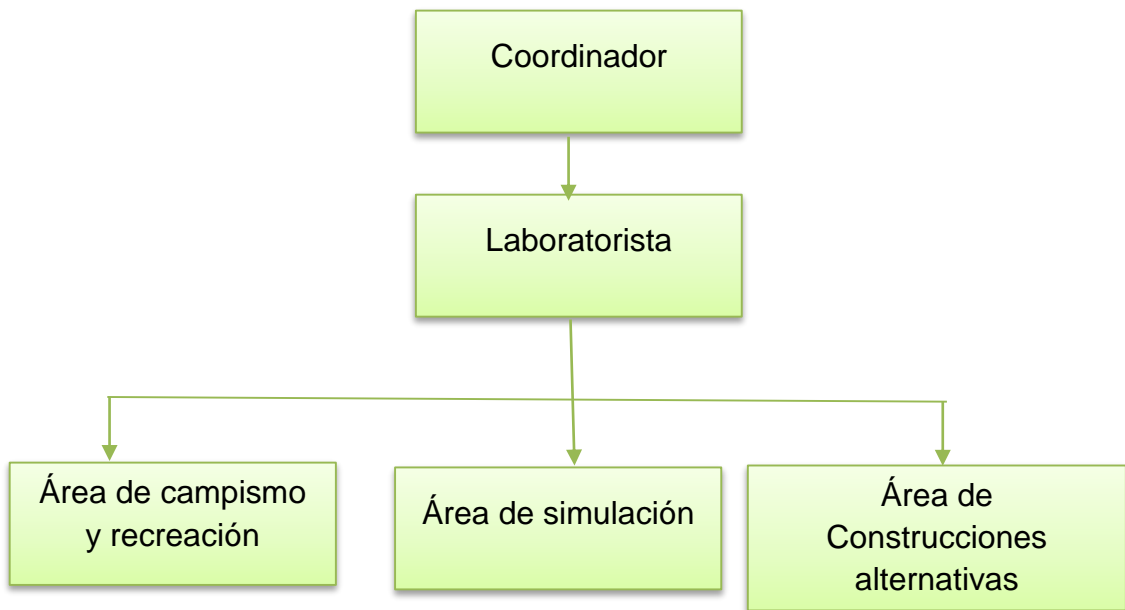 Coordinador
Laboratorista
Área de campismo
y recreación
Área de simulación
Área de
Construcciones
alternativas